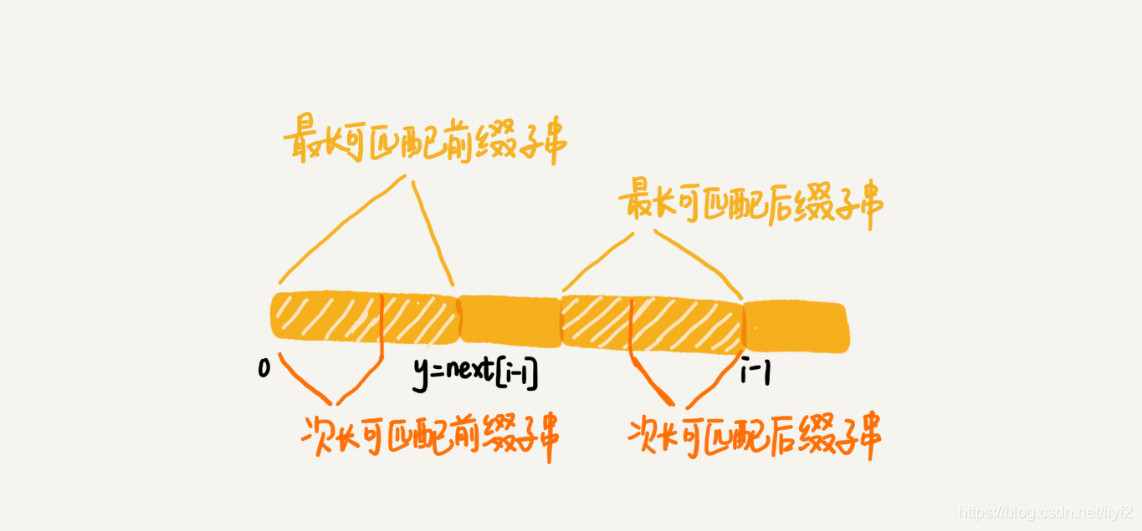 最长可匹配前缀子串
最长可匹配后缀子串
0
y=next[i-1]
i-1
次长可匹配前缀子串
次长可匹配后缀子串
https://blog.csdn.net/liyf2